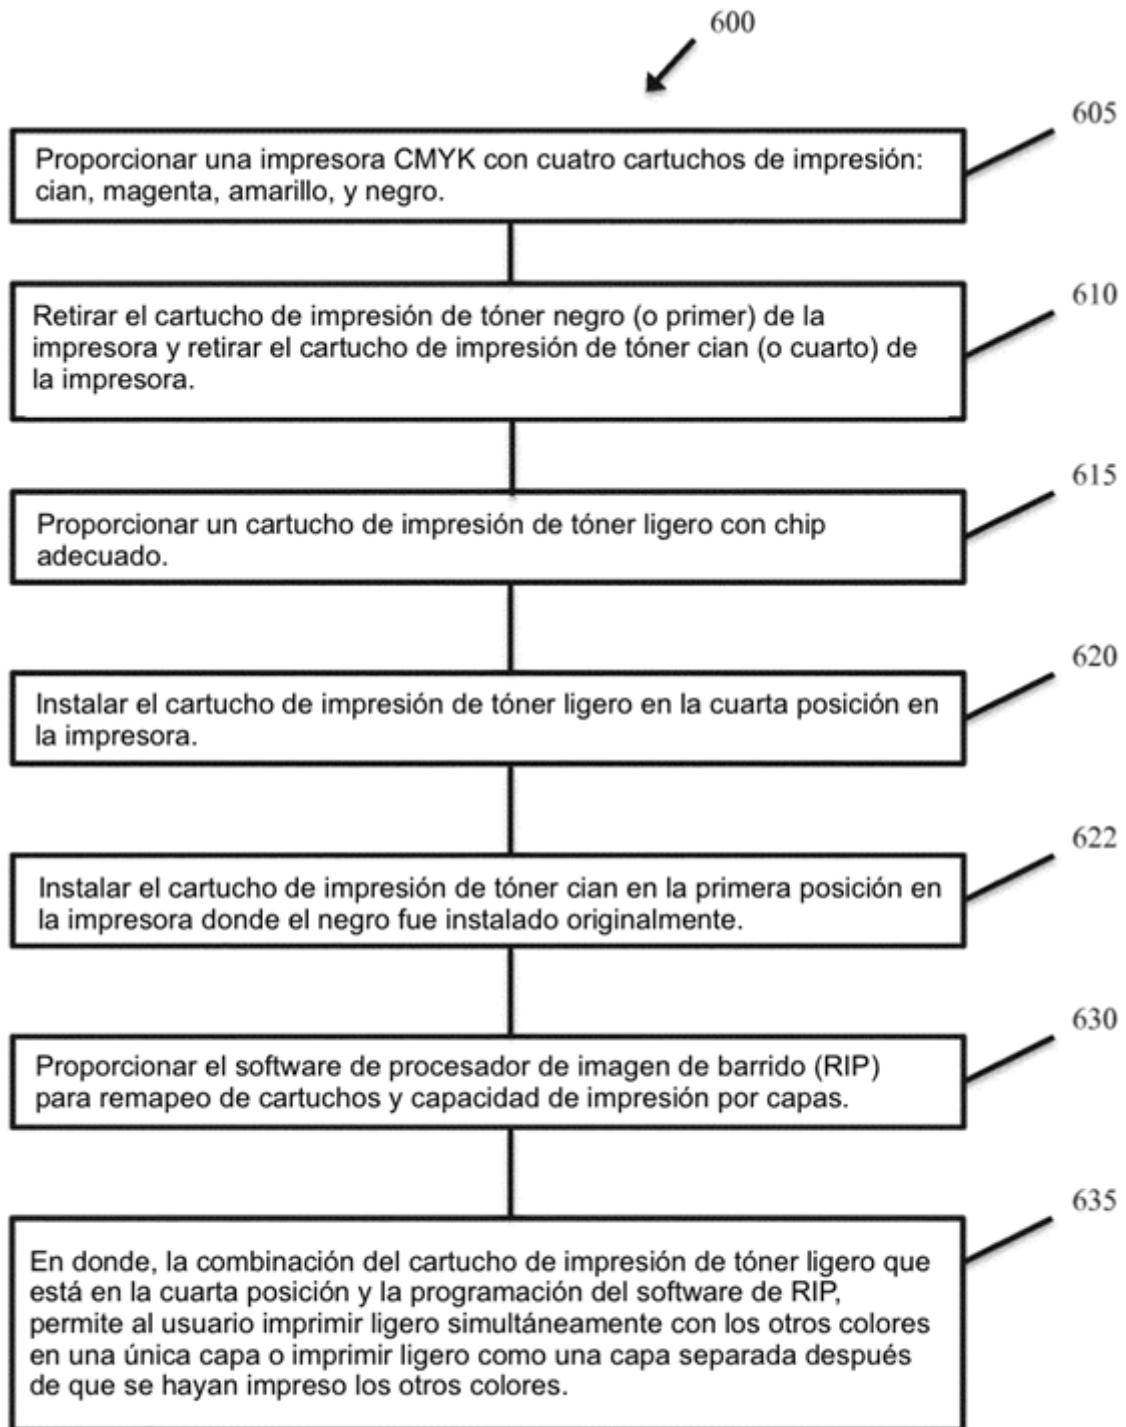 600
605
Proporcionar una impresora CMYK con cuatro cartuchos de impresión:
cian, magenta, amarillo, y negro.
610
Retirar el cartucho de impresión de tóner negro (o primer) de la
impresora y retirar el cartucho de impresión de tóner cian (o cuarto) de
la impresora.
615
Proporcionar un cartucho de impresión de tóner ligero con chip
adecuado.
620
Instalar el cartucho de impresión de tóner ligero en la cuarta posición en
la impresora.
622
Instalar el cartucho de impresión de tóner cian en la primera posición en
la impresora donde el negro fue instalado originalmente.
630
Proporcionar el software de procesador de imagen de barrido (RIP)
para remapeo de cartuchos y capacidad de impresión por capas.
635
En donde, la combinación del cartucho de impresión de tóner ligero que
está en la cuarta posición y la programación del software de RIP,
permite al usuario imprimir ligero simultáneamente con los otros colores
en una única capa o imprimir ligero como una capa separada después
de que se hayan impreso los otros colores.